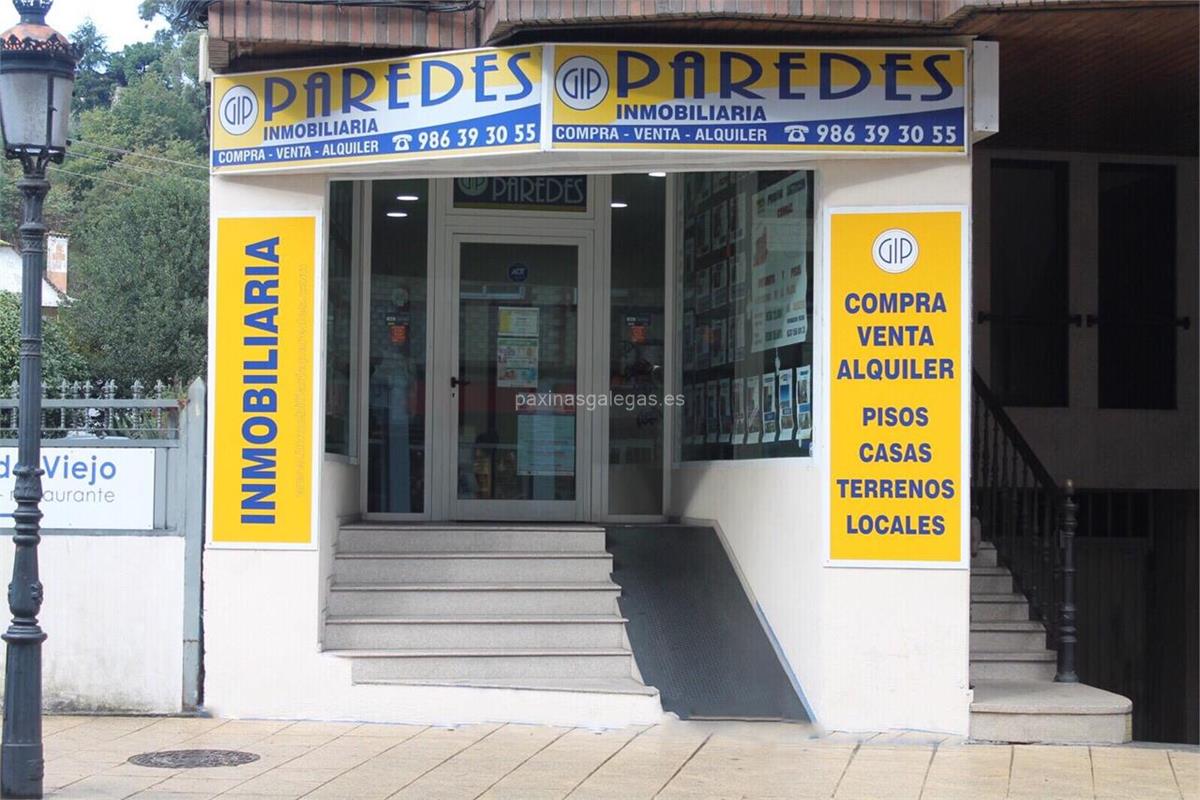 GIP PAREDES
INMOBILIARIA
COMPRA - VENTA - ALQUILER ☎ 986 39 30 55
GIP PAREDES
INMOBILIARIA
COMPRA - VENTA - ALQUILER ☎ 986 39 30 55
GIP PAREDES
INMOBILIARIA
GIP
COMPRA
VENTA
ALQUILER
PISOS
CASAS
TERRENOS
LOCALES
Viejo
paxinasgalegas.es